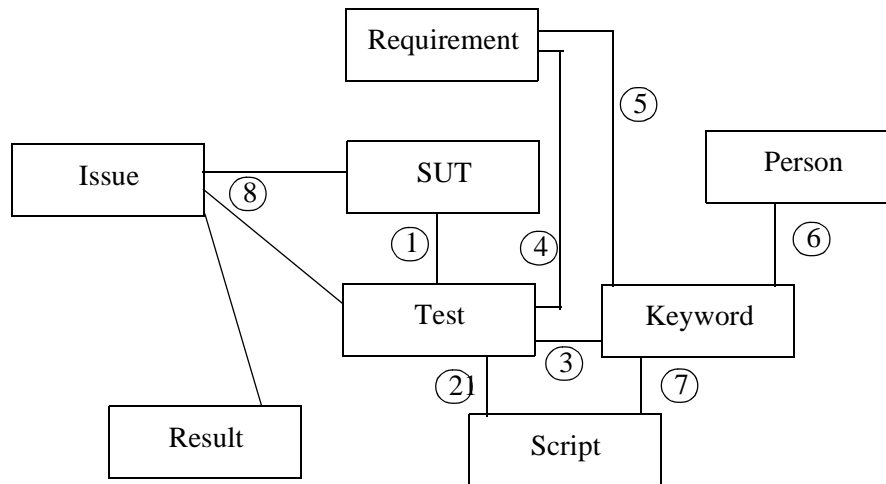 Requirement
5
Person
Issue
SUT
8
6
1
4
Test
Keyword
3
21
7
Result
Script